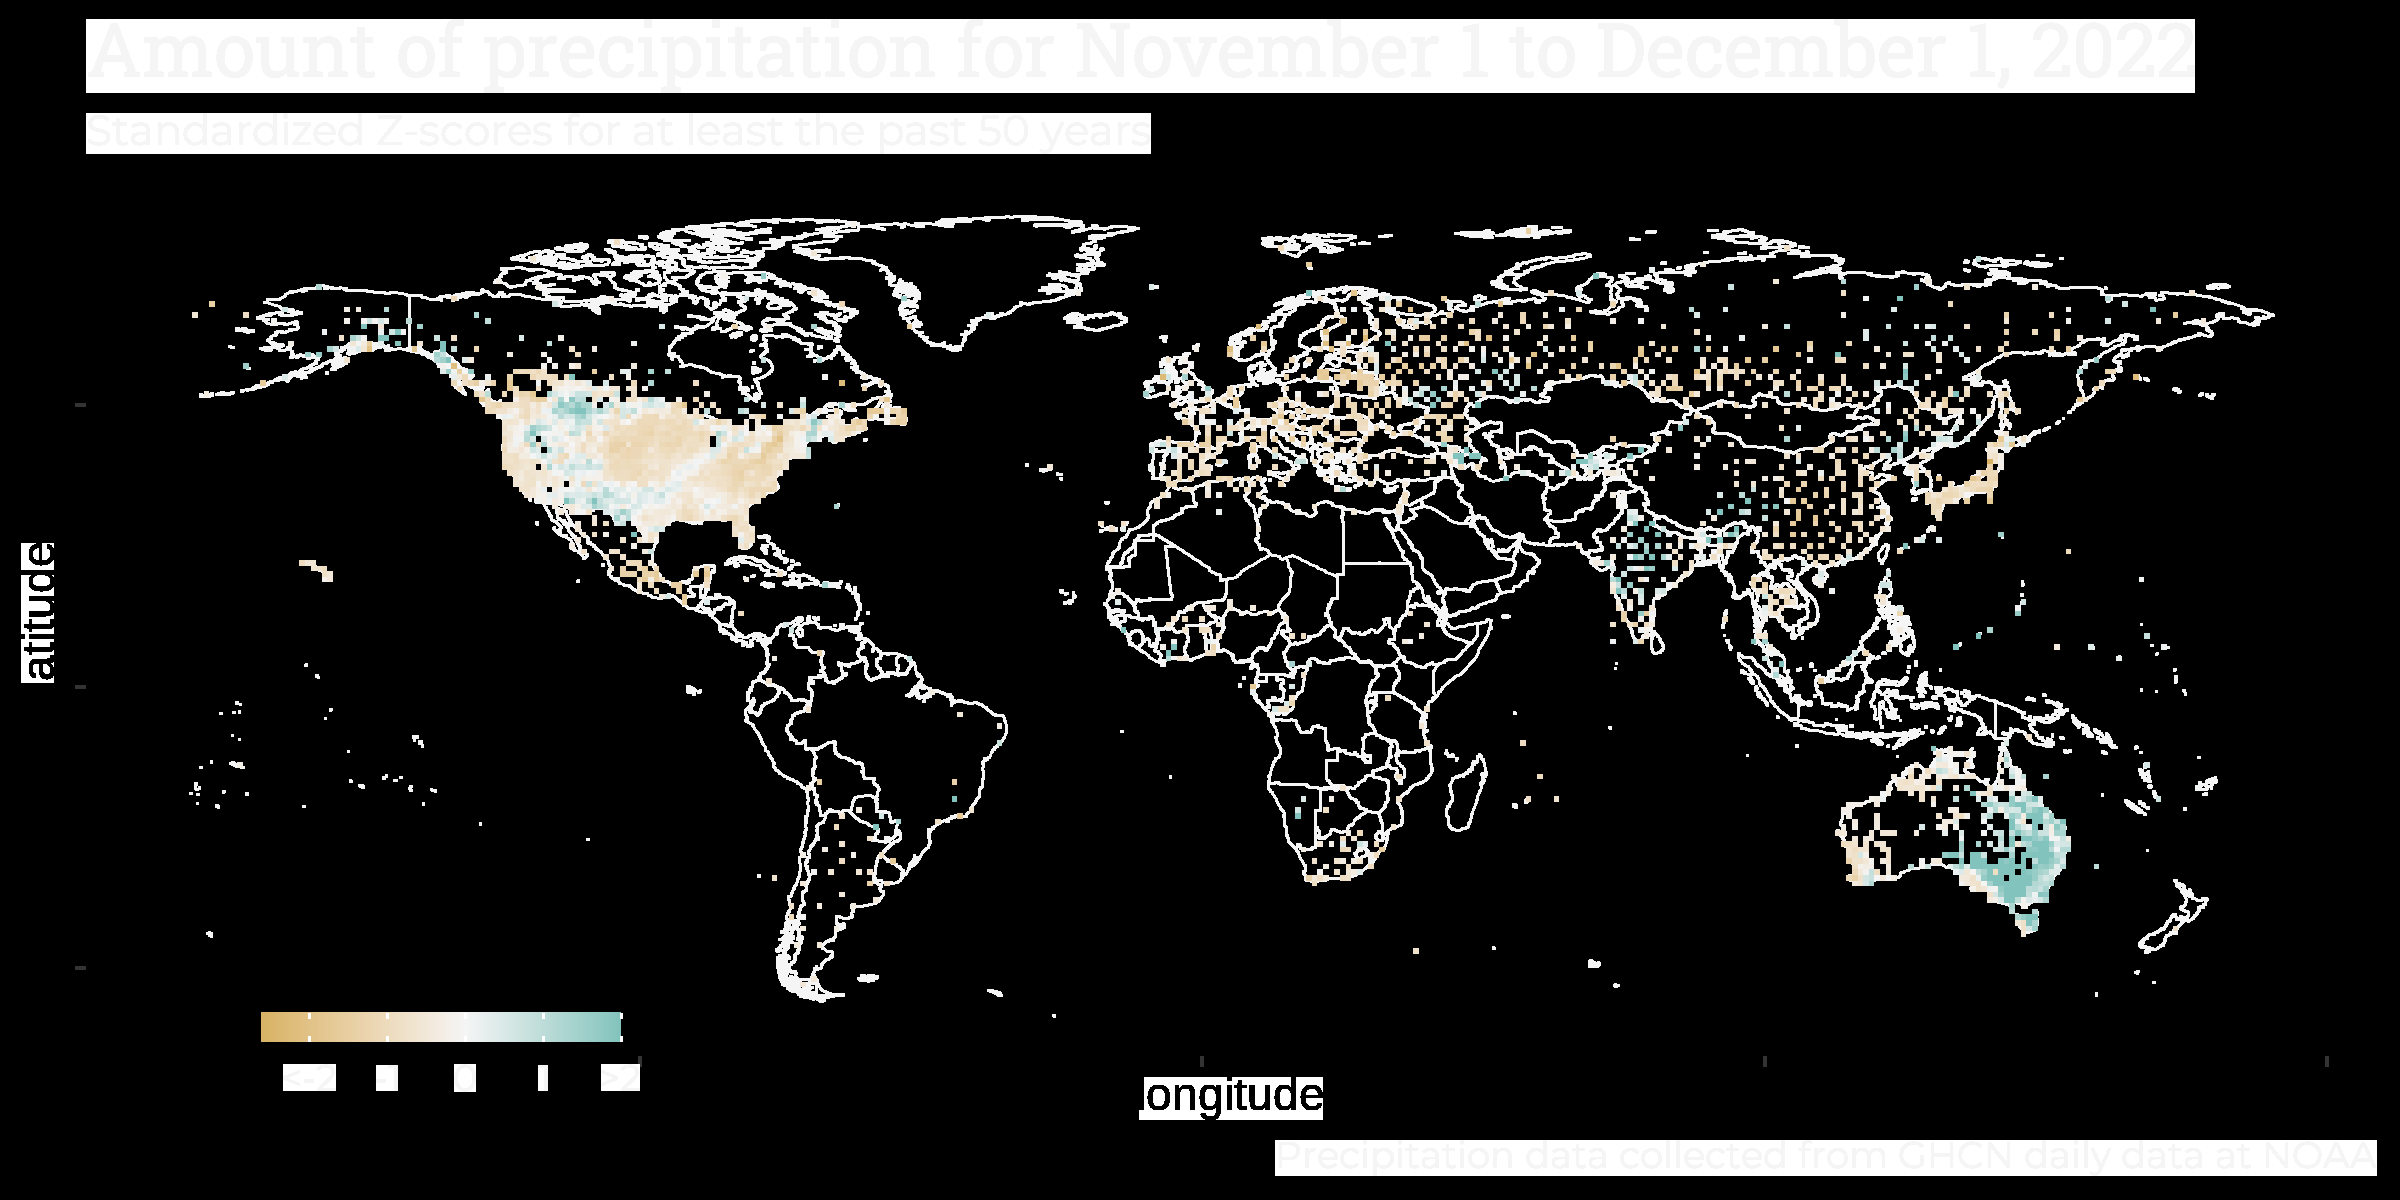 Amount of precipitation for November 1 to December 1, 2022
Standardized Z-scores for at least the past 50 years
latitude
<-2 -1 0 1 >2
longitude
Precipitation data collected from GHCN daily data at NOAA